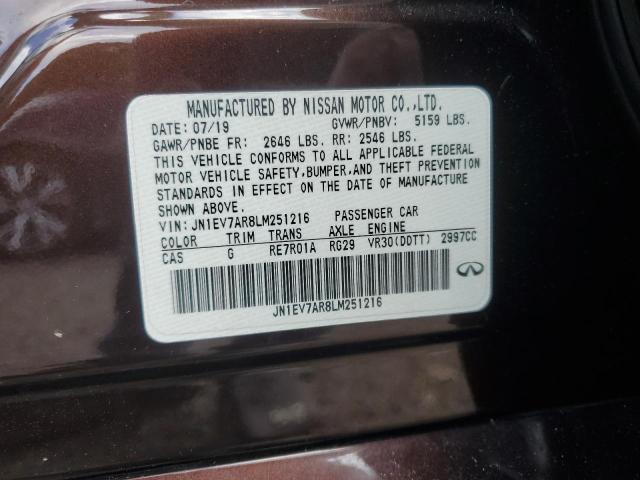 MANUFACTURED BY NISSAN MOTOR CO.,LTD.
DATE: 07/19 GVWR/PNBV: 5159 LBS.
GAWR/PNBE FR: 2646 LBS. RR: 2546 LBS.
THIS VEHICLE CONFORMS TO ALL APPLICABLE FEDERAL
MOTOR VEHICLE SAFETY,BUMPER,AND THEFT PREVENTION
STANDARDS IN EFFECT ON THE DATE OF MANUFACTURE
SHOWN ABOVE.
VIN: JN1EV7AR8LM251216 PASSENGER CAR
COLOR TRIM TRANS AXLE ENGINE
CAS G RE7R01A RG29 VR30(DDTT) 2997CC
JN1EV7AR8LM251216